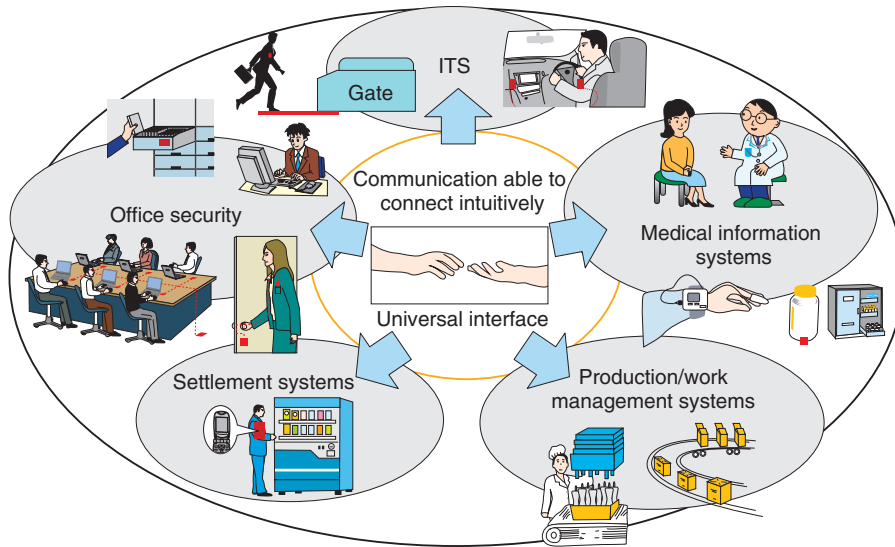 ITS
Gate
Communication able to
connect intuitively
Office security
Medical information
systems
Universal interface
Settlement systems
Production/work
management systems